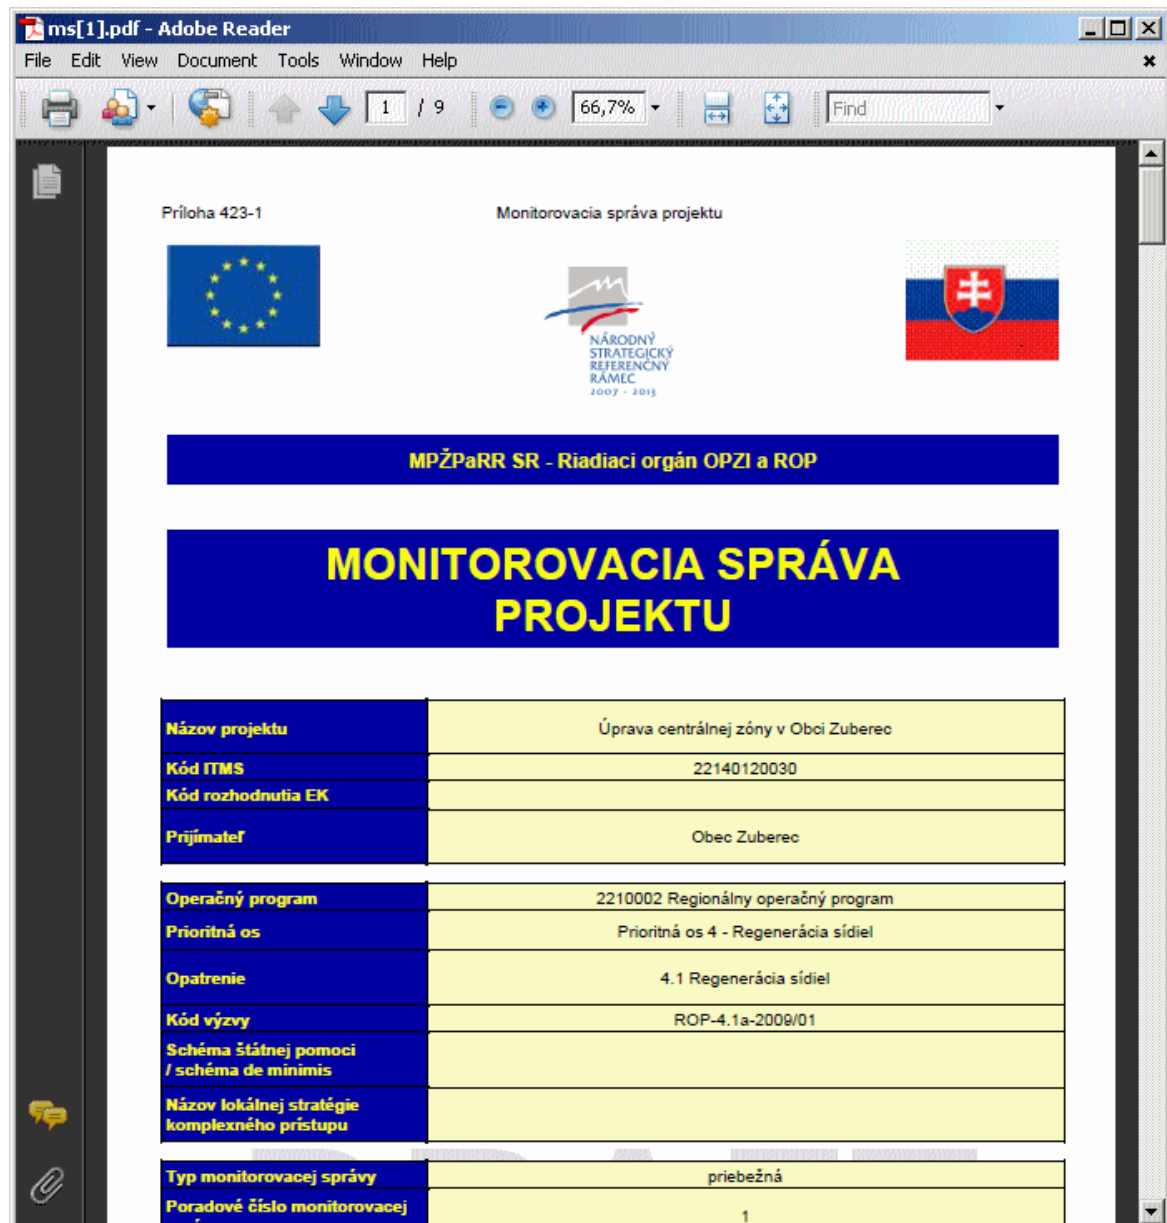 ms[1].pdf - Adobe Reader
File Edit View Document Tools Window Help
1 / 9 66,7% Find
Príloha 423-1 Monitorovacia správa projektu
NÁRODNÝ
STRATEGICKÝ
REFERENČNÝ
RÁMEC
2007 - 2013
MPŽPaRR SR - Riadiaci orgán OPZI a ROP
MONITOROVACIA SPRÁVA
PROJEKTU
Názov projektu Úprava centrálnej zóny v Obci Zuberec
Kód ITMS 22140120030
Kód rozhodnutia EK
Prijímateľ Obec Zuberec
Operačný program 2210002 Regionálny operačný program
Prioritná os Prioritná os 4 - Regenerácia sídiel
Opatrenie 4.1 Regenerácia sídiel
Kód výzvy ROP-4.1a-2009/01
Schéma štátnej pomoci
/ schéma de minimis
Názov lokálnej stratégie
komplexného prístupu
Typ monitorovacej správy priebežná
Poradové číslo monitorovacej
1